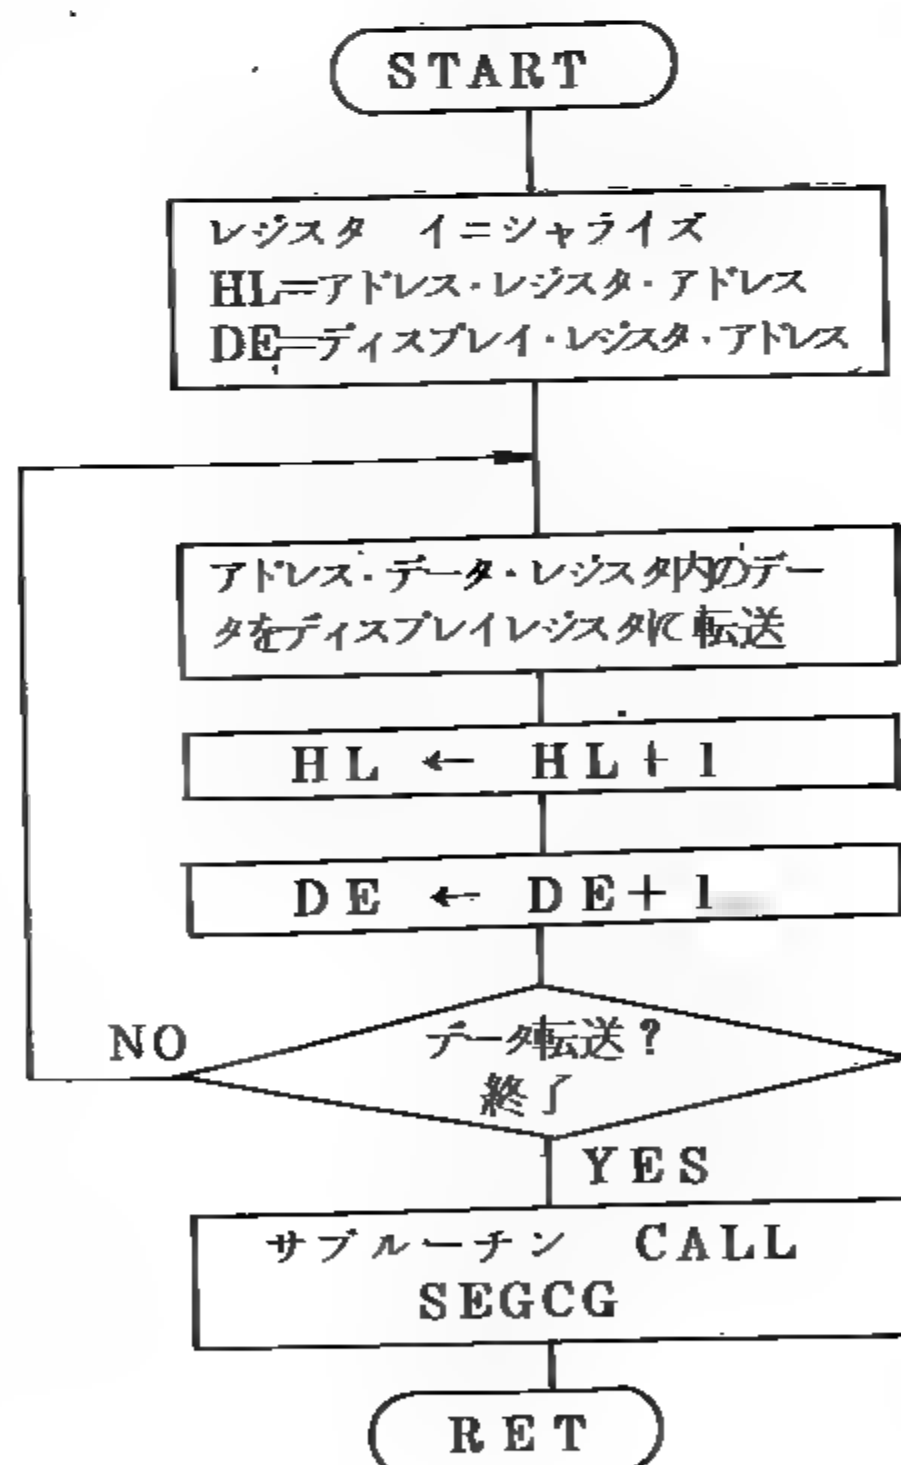 START
レジスタ イニシャライズ
HL=アドレス・レジスタ・アドレス
DE=ディスプレイ・レジスタ・アドレス
アドレス・データ・レジスタ内のデー
タをディスプレイレジスタに転送
HL ← HL+1
DE ← DE+1
NO
データ転送?
終了
YES
サブルーチン CALL
SEGCG
RET